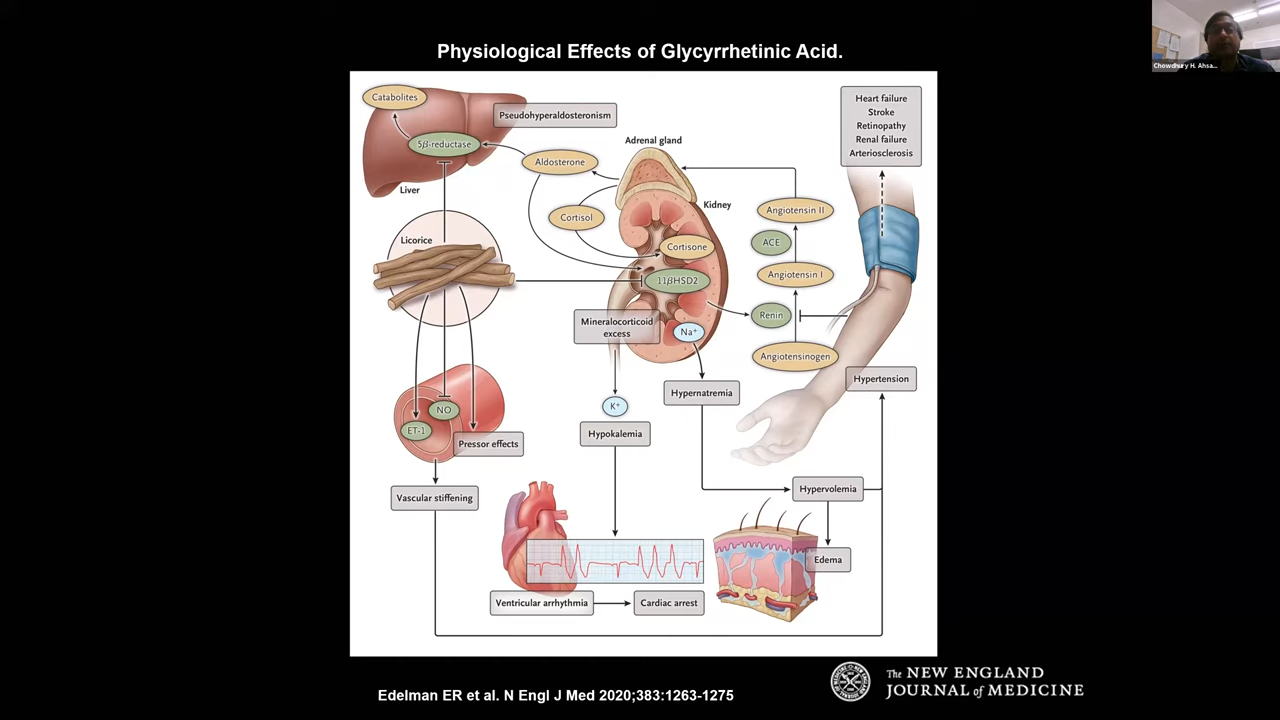 Physiological Effects of Glycyrrhetinic Acid.
Chowdhury H. Ahsa...
Catabolites
5β-reductase
Liver
Pseudohyperaldosteronism
Aldosterone
Adrenal gland
Cortisol
Kidney
Cortisone
11βHSD2
Licorice
Heart failure
Stroke
Retinopathy
Renal failure
Arteriosclerosis
Angiotensin II
ACE
Angiotensin I
Renin
Angiotensinogen
Mineralocorticoid
excess
Na+
Hypernatremia
Hypertension
K+
Hypokalemia
NO
ET-1
Pressor effects
Vascular stiffening
Hypervolemia
Edema
Ventricular arrhythmia
Cardiac arrest
Edelman ER et al. N Engl J Med 2020;383:1263-1275
The NEW ENGLAND
JOURNAL of MEDICINE